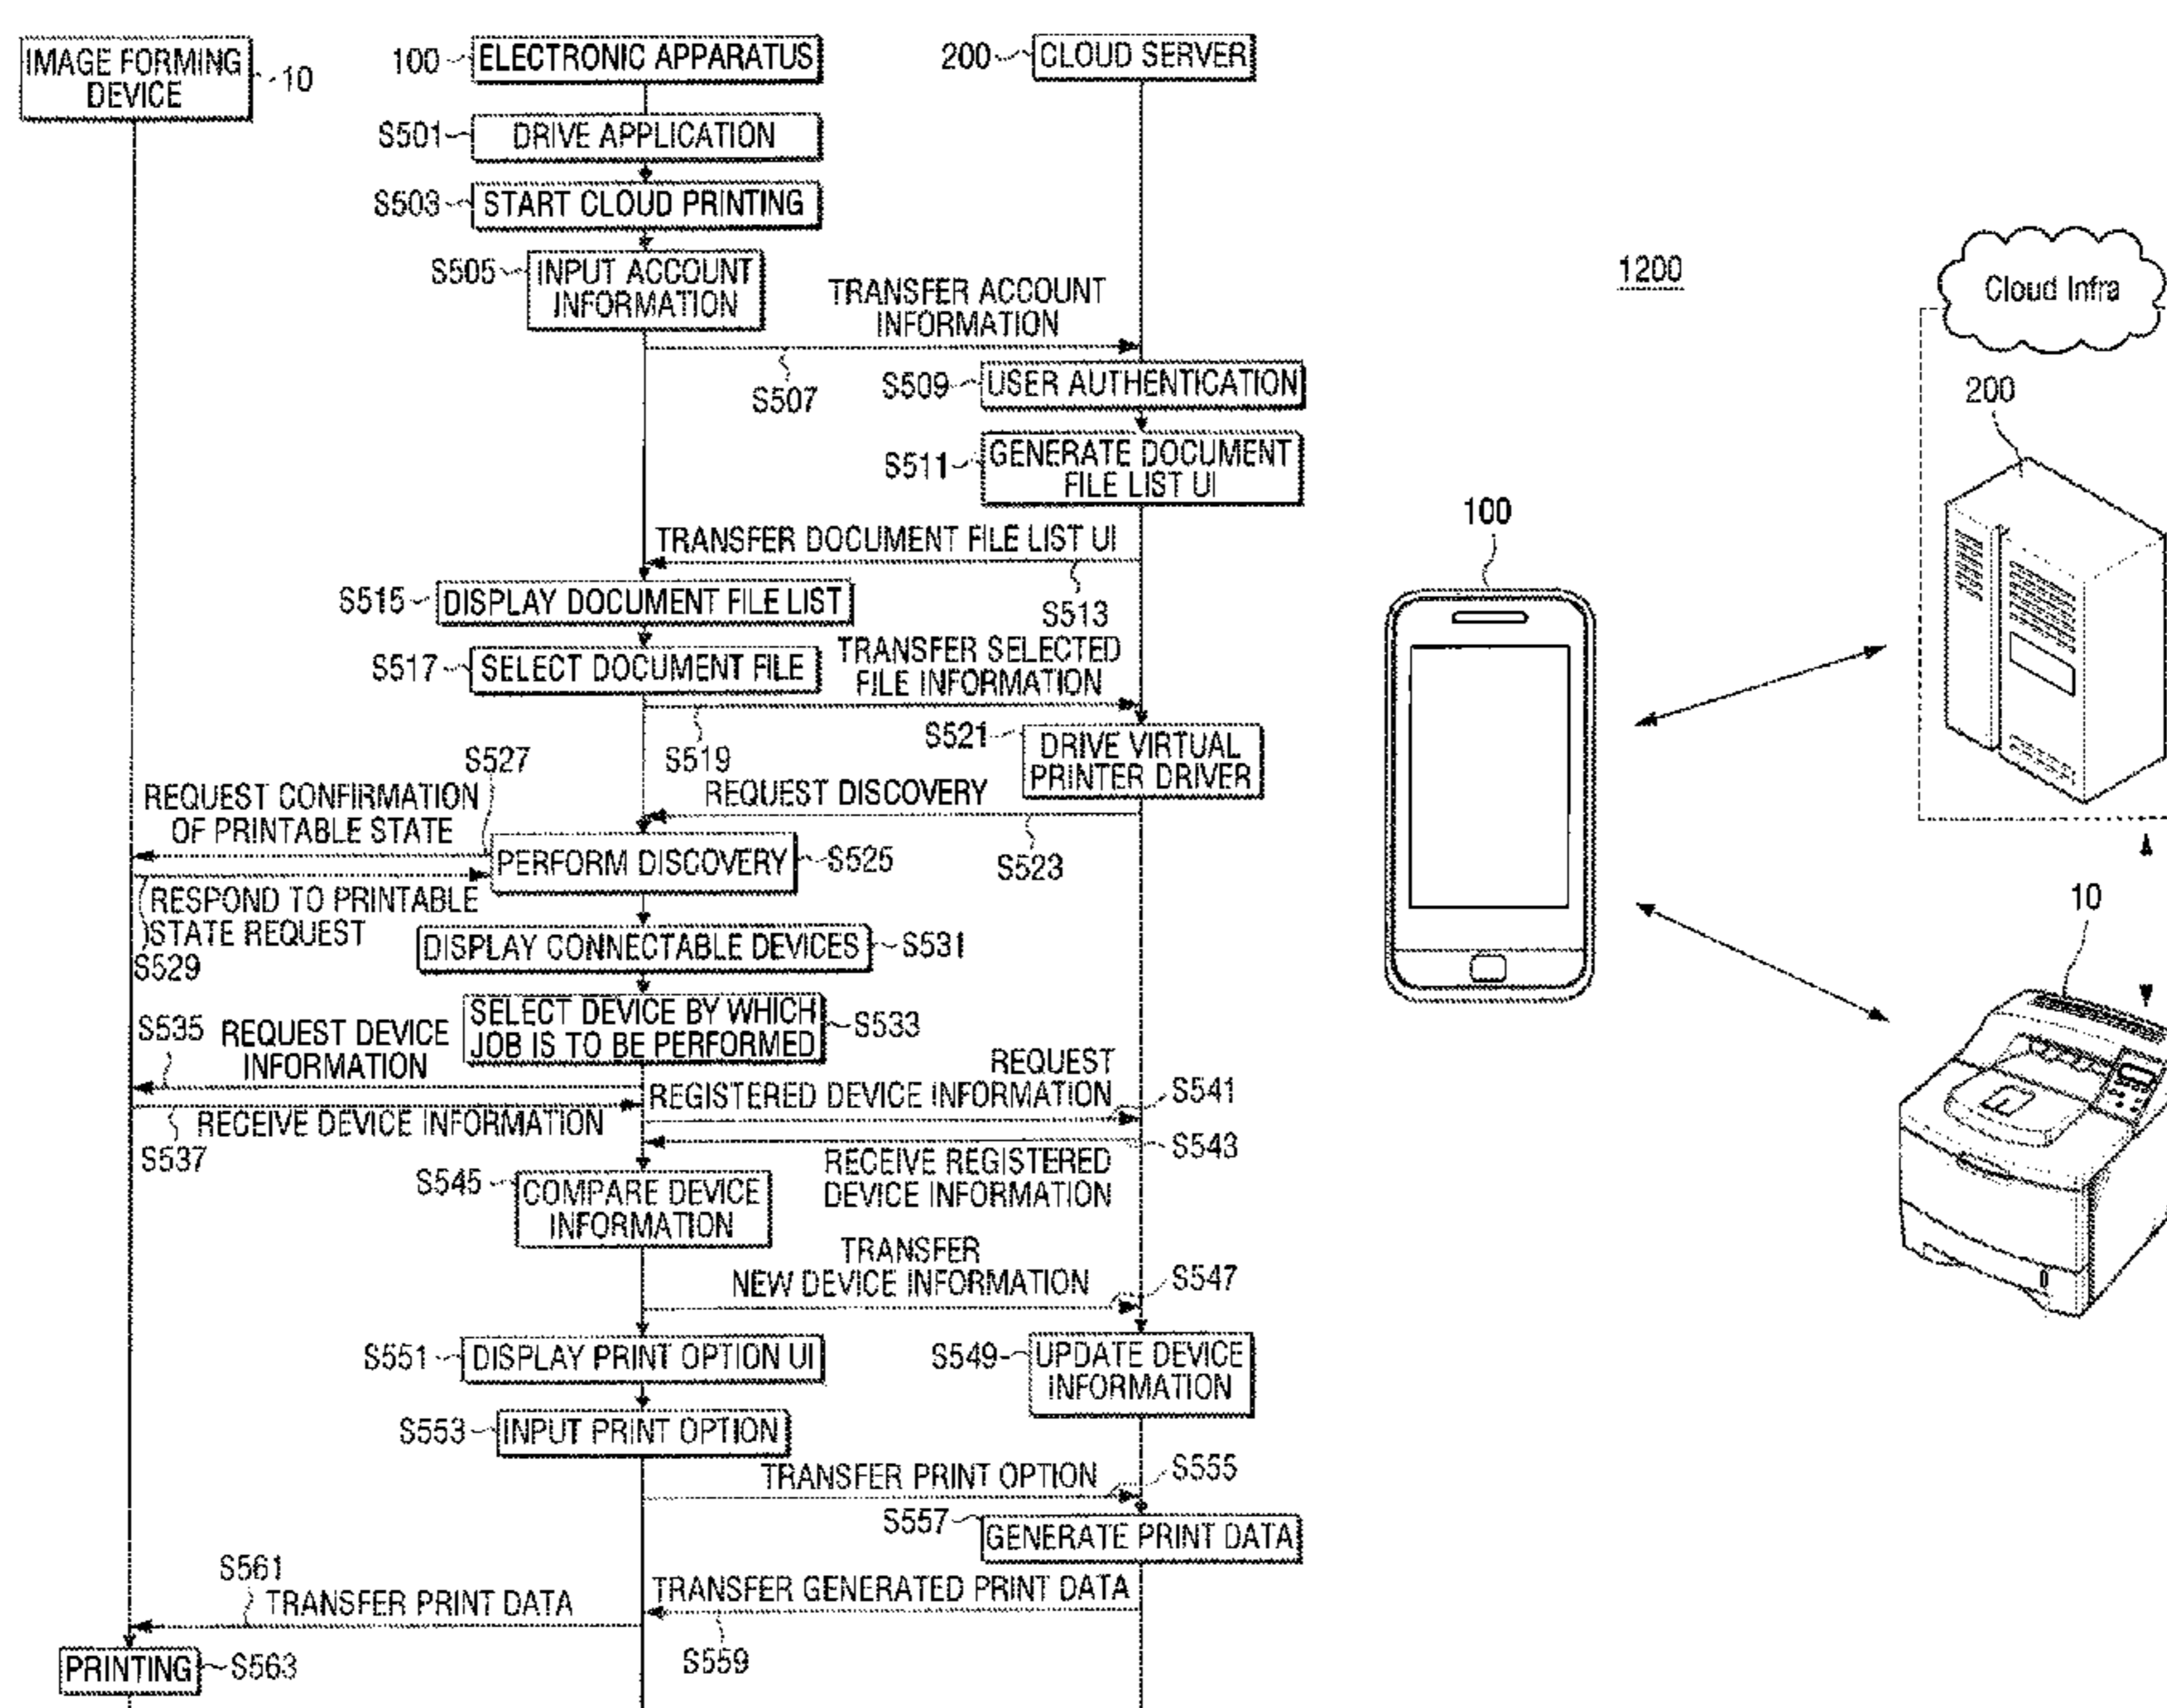 IMAGE FORMING
DEVICE
10
100
ELECTRONIC APPARATUS
200
CLOUD SERVER
S501
DRIVE APPLICATION
S503
START CLOUD PRINTING
S505
INPUT ACCOUNT
INFORMATION
TRANSFER ACCOUNT
INFORMATION
S507
S509
USER AUTHENTICATION
S511
GENERATE DOCUMENT
FILE LIST UI
TRANSFER DOCUMENT FILE LIST UI
S513
S515
DISPLAY DOCUMENT FILE LIST
S517
SELECT DOCUMENT FILE
TRANSFER SELECTED
FILE INFORMATION
S519
S521
DRIVE VIRTUAL
PRINTER DRIVER
REQUEST DISCOVERY
S523
S527
REQUEST CONFIRMATION
OF PRINTABLE STATE
PERFORM DISCOVERY
S525
RESPOND TO PRINTABLE
STATE REQUEST
S529
DISPLAY CONNECTABLE DEVICES
S531
SELECT DEVICE BY WHICH
JOB IS TO BE PERFORMED
S533
S535
REQUEST DEVICE
INFORMATION
RECEIVE DEVICE INFORMATION
S537
REQUEST
REGISTERED DEVICE INFORMATION
S541
S543
RECEIVE REGISTERED
DEVICE INFORMATION
S545
COMPARE DEVICE
INFORMATION
TRANSFER
NEW DEVICE INFORMATION
S547
S551
DISPLAY PRINT OPTION UI
S549
UPDATE DEVICE
INFORMATION
S553
INPUT PRINT OPTION
TRANSFER PRINT OPTION
S555
S557
GENERATE PRINT DATA
TRANSFER GENERATED PRINT DATA
S559
S561
TRANSFER PRINT DATA
PRINTING
S563
1200
Cloud Infra
200
100
10